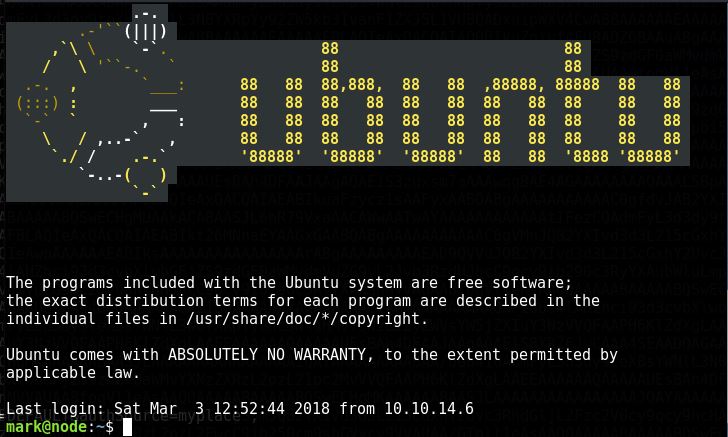 ubuntu
The programs included with the Ubuntu system are free software;
the exact distribution terms for each program are described in the
individual files in /usr/share/doc/*/copyright.
Ubuntu comes with ABSOLUTELY NO WARRANTY, to the extent permitted by
applicable law.
Last login: Sat Mar  3 12:52:44 2018 from 10.10.14.6
mark@node:~$